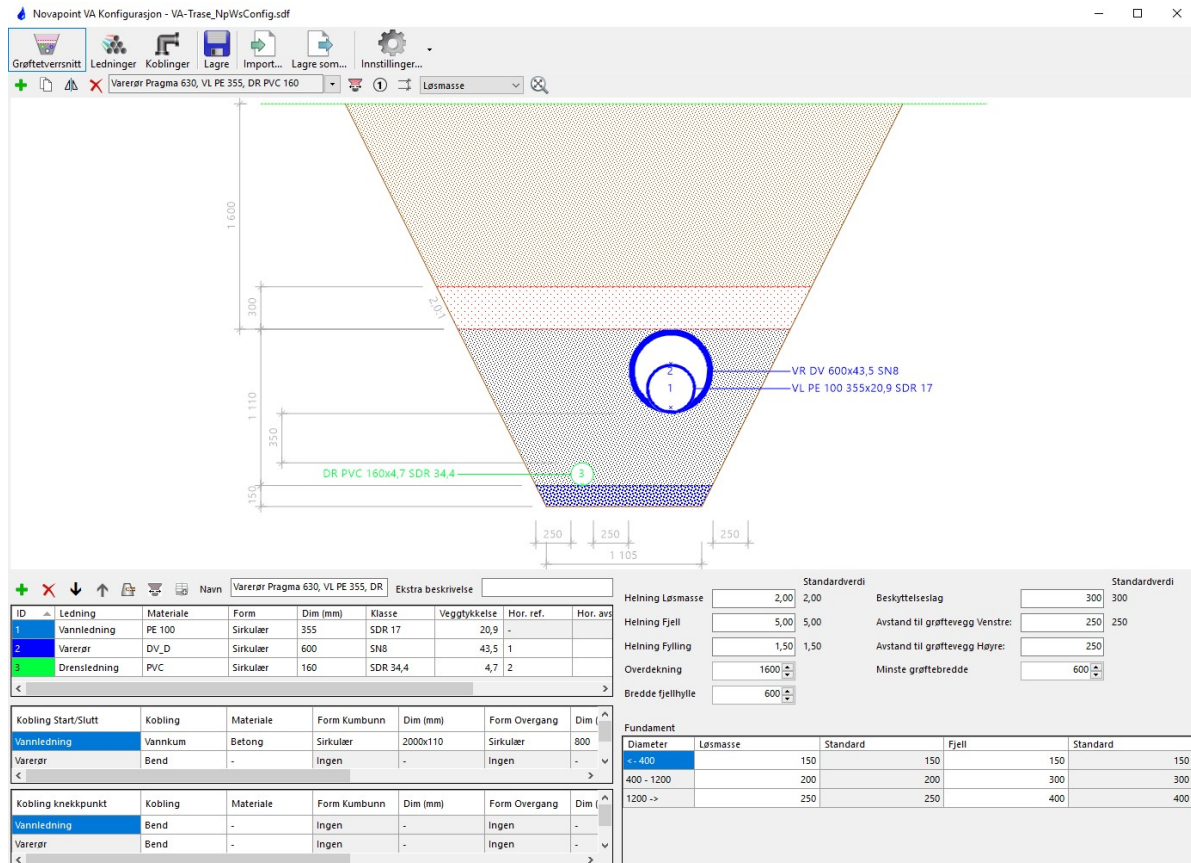 Novapoint VA Konfigurasjon - VA-Trase_NpWsConfig.sdf
Grøftetverrsnitt Ledninger Koblinger Lagre Import... Lagre som... Innstillinger...
Varerør Pragma 630, VL PE 355, DR PVC 160 1 Løsmasse
1 600
300
2,0:1
1 110
350
150
2
1
VR DV 600x43,5 SN8
VL PE 100 355x20,9 SDR 17
DR PVC 160x4,7 SDR 34,4
3
250 250 250
1 105
Navn Varerør Pragma 630, VL PE 355, DR Ekstra beskrivelse
ID Ledning Materiale Form Dim (mm) Klasse Veggtykkelse Hor. ref. Hor. avs
1 Vannledning PE 100 Sirkulær 355 SDR 17 20,9 -
2 Varerør DV_D Sirkulær 600 SN8 43,5 1
3 Drensledning PVC Sirkulær 160 SDR 34,4 4,7 2
Kobling Start/Slutt Kobling Materiale Form Kumbunn Dim (mm) Form Overgang Dim (
Vannledning Vannkum Betong Sirkulær 2000x110 Sirkulær 800
Varerør Bend - Ingen - Ingen -
Kobling knekkpunkt Kobling Materiale Form Kumbunn Dim (mm) Form Overgang Dim (
Vannledning Bend - Ingen - Ingen -
Varerør Bend - Ingen - Ingen -
Standardverdi Standardverdi
Helning Løsmasse 2,00 2,00 Beskyttelseslag 300 300
Helning Fjell 5,00 5,00 Avstand til grøftevegg Venstre: 250 250
Helning Fylling 1,50 1,50 Avstand til grøftevegg Høyre: 250
Overdekning 1600 Minste grøftebredde 600
Bredde fjellhylle 600
Fundament
Diameter Løsmasse Standard Fjell Standard
<- 400 150 150 150 150
400 - 1200 200 200 300 300
1200 -> 250 250 400 400